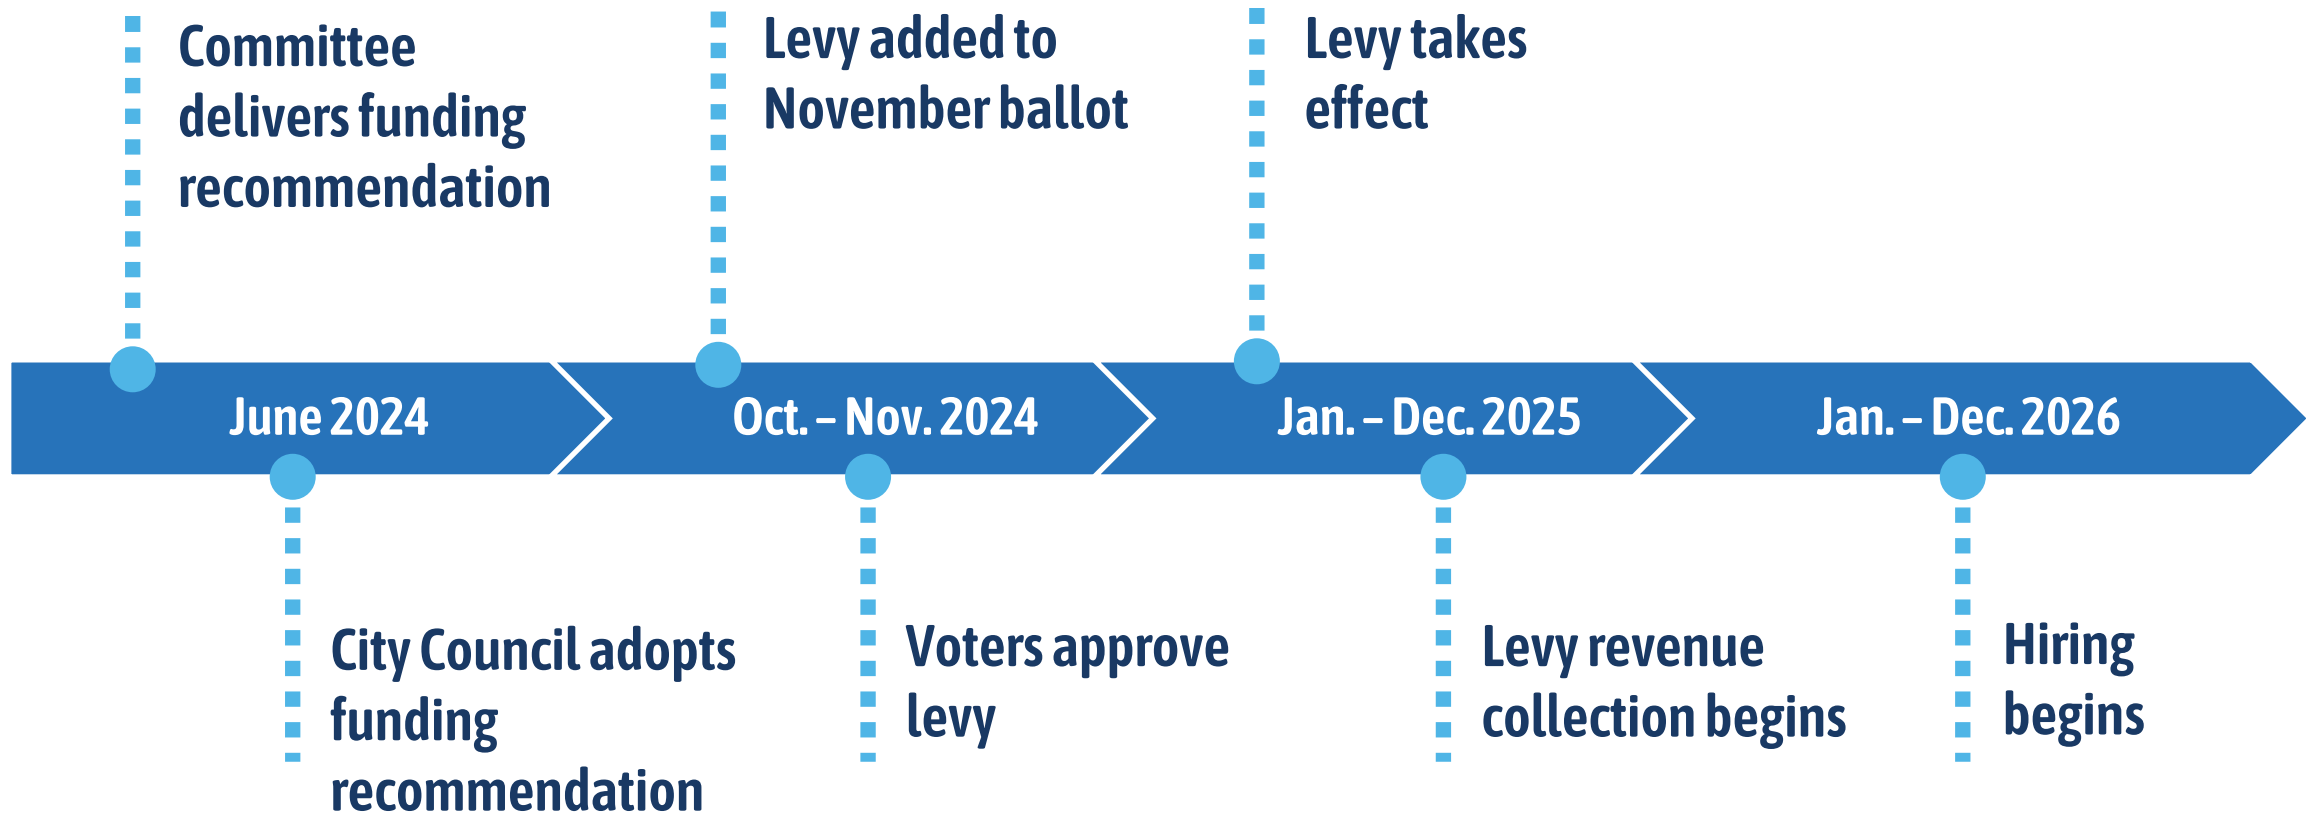 Committee
delivers funding
recommendation
Levy added to
November ballot
Levy takes
effect
June 2024
Oct. – Nov. 2024
Jan. – Dec. 2025
Jan. – Dec. 2026
City Council adopts
funding
recommendation
Voters approve
levy
Levy revenue
collection begins
Hiring
begins